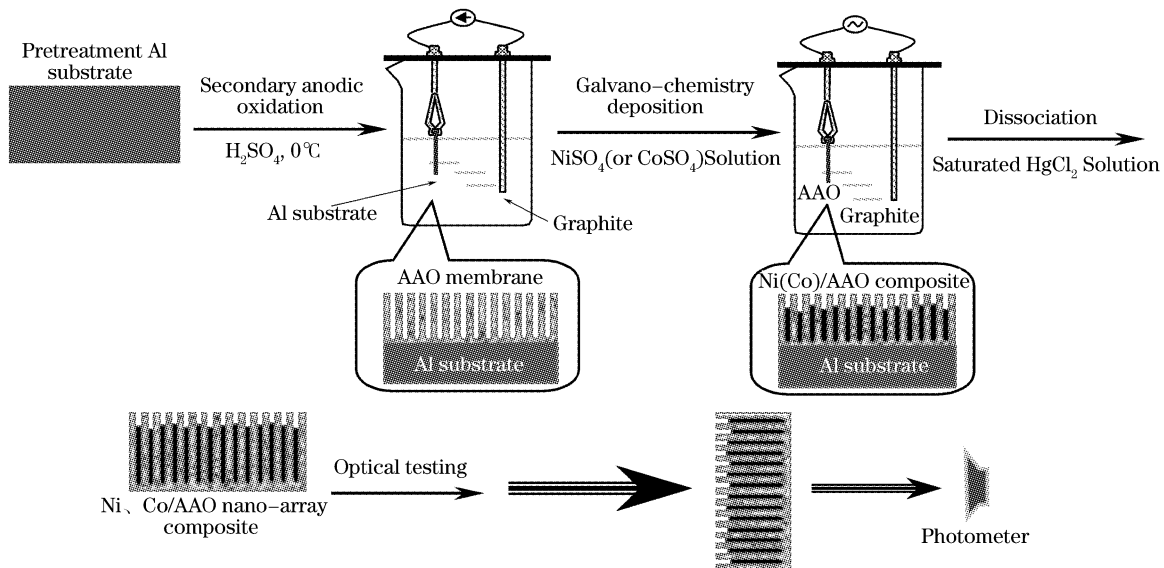 Pretreatment Al
substrate
Secondary anodic
oxidation
H₂SO₄, 0℃
Al substrate
Graphite
AAO membrane
Al substrate
Galvano-chemistry
deposition
NiSO₄(or CoSO₄)Solution
AAO
Graphite
Ni(Co)/AAO composite
Al substrate
Dissociation
Saturated HgCl₂ Solution
Ni、Co/AAO nano-array
composite
Optical testing
Photometer